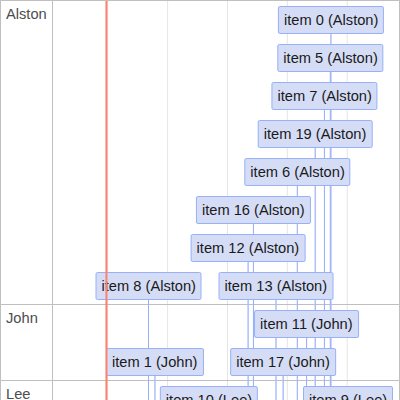 Alston
item 0 (Alston)
item 5 (Alston)
item 7 (Alston)
item 19 (Alston)
item 6 (Alston)
item 16 (Alston)
item 12 (Alston)
item 8 (Alston)
item 13 (Alston)
John
item 11 (John)
item 1 (John)
item 17 (John)
Lee
item 10 (Lee)
item 9 (Lee)